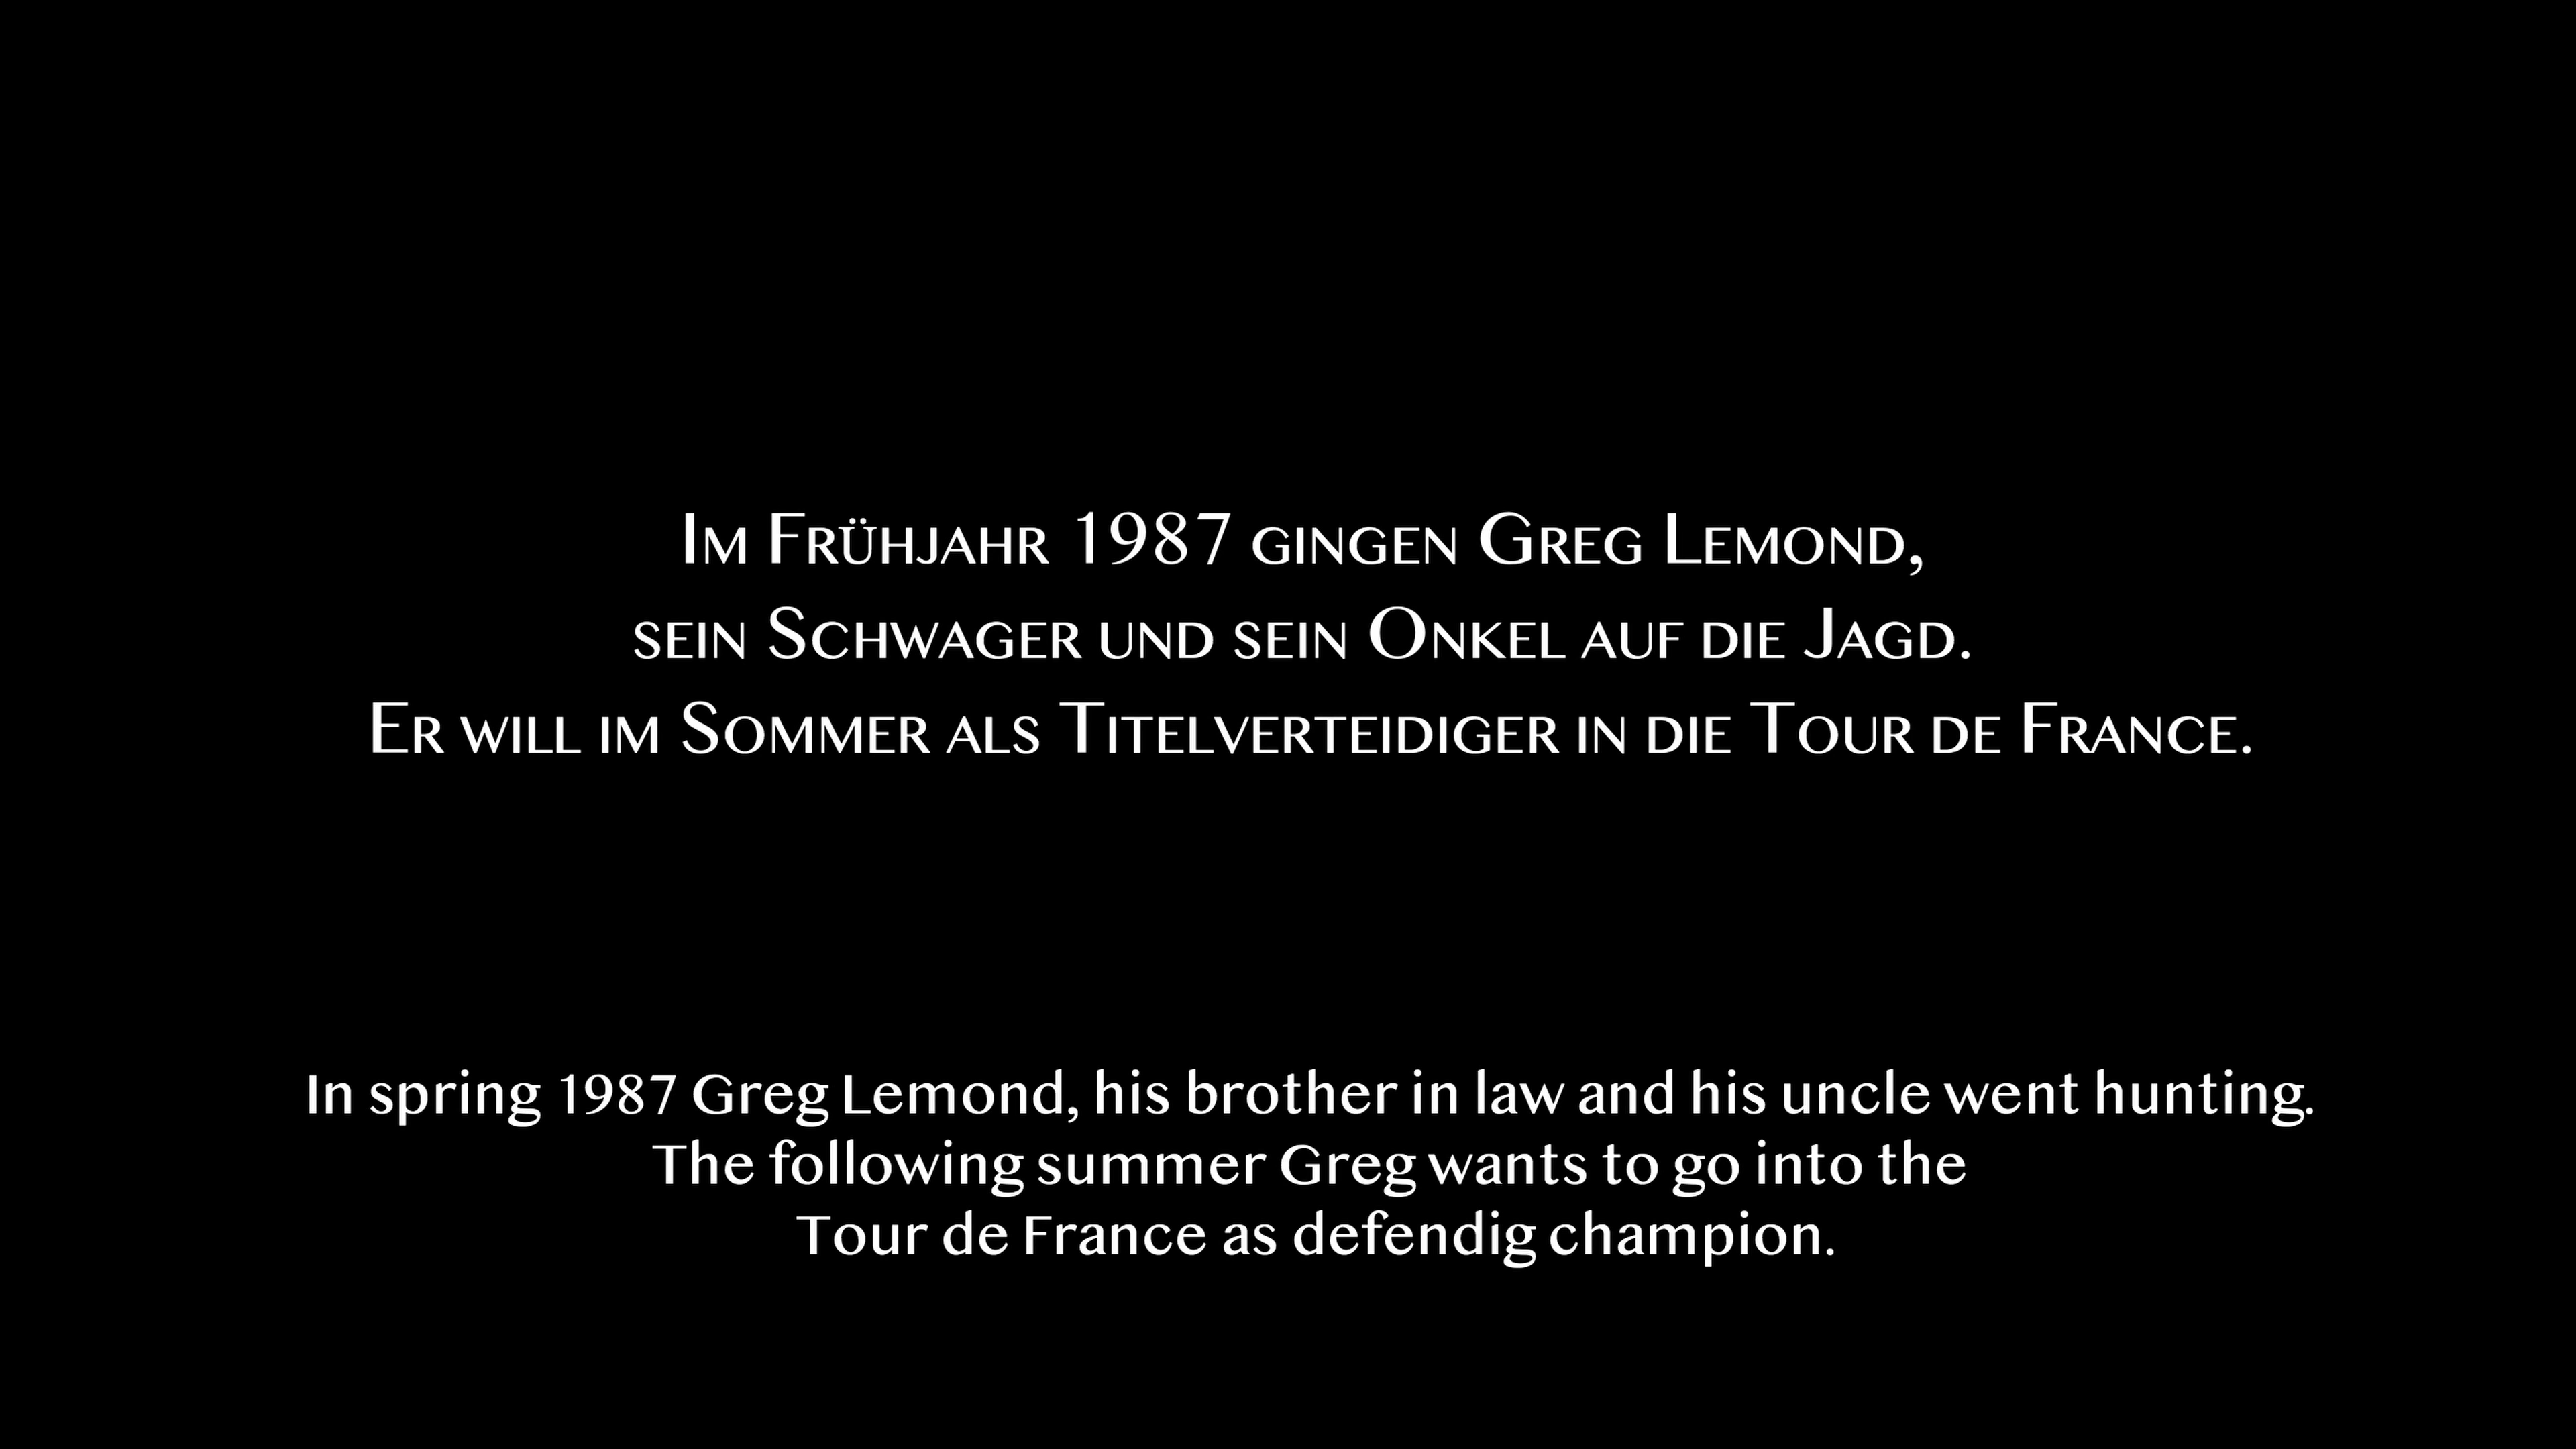 Im Frühjahr 1987 gingen Greg Lemond,
sein Schwager und sein Onkel auf die Jagd.
Er will im Sommer als Titelverteidiger in die Tour de France.
In spring 1987 Greg Lemond, his brother in law and his uncle went hunting.
The following summer Greg wants to go into the
Tour de France as defendig champion.